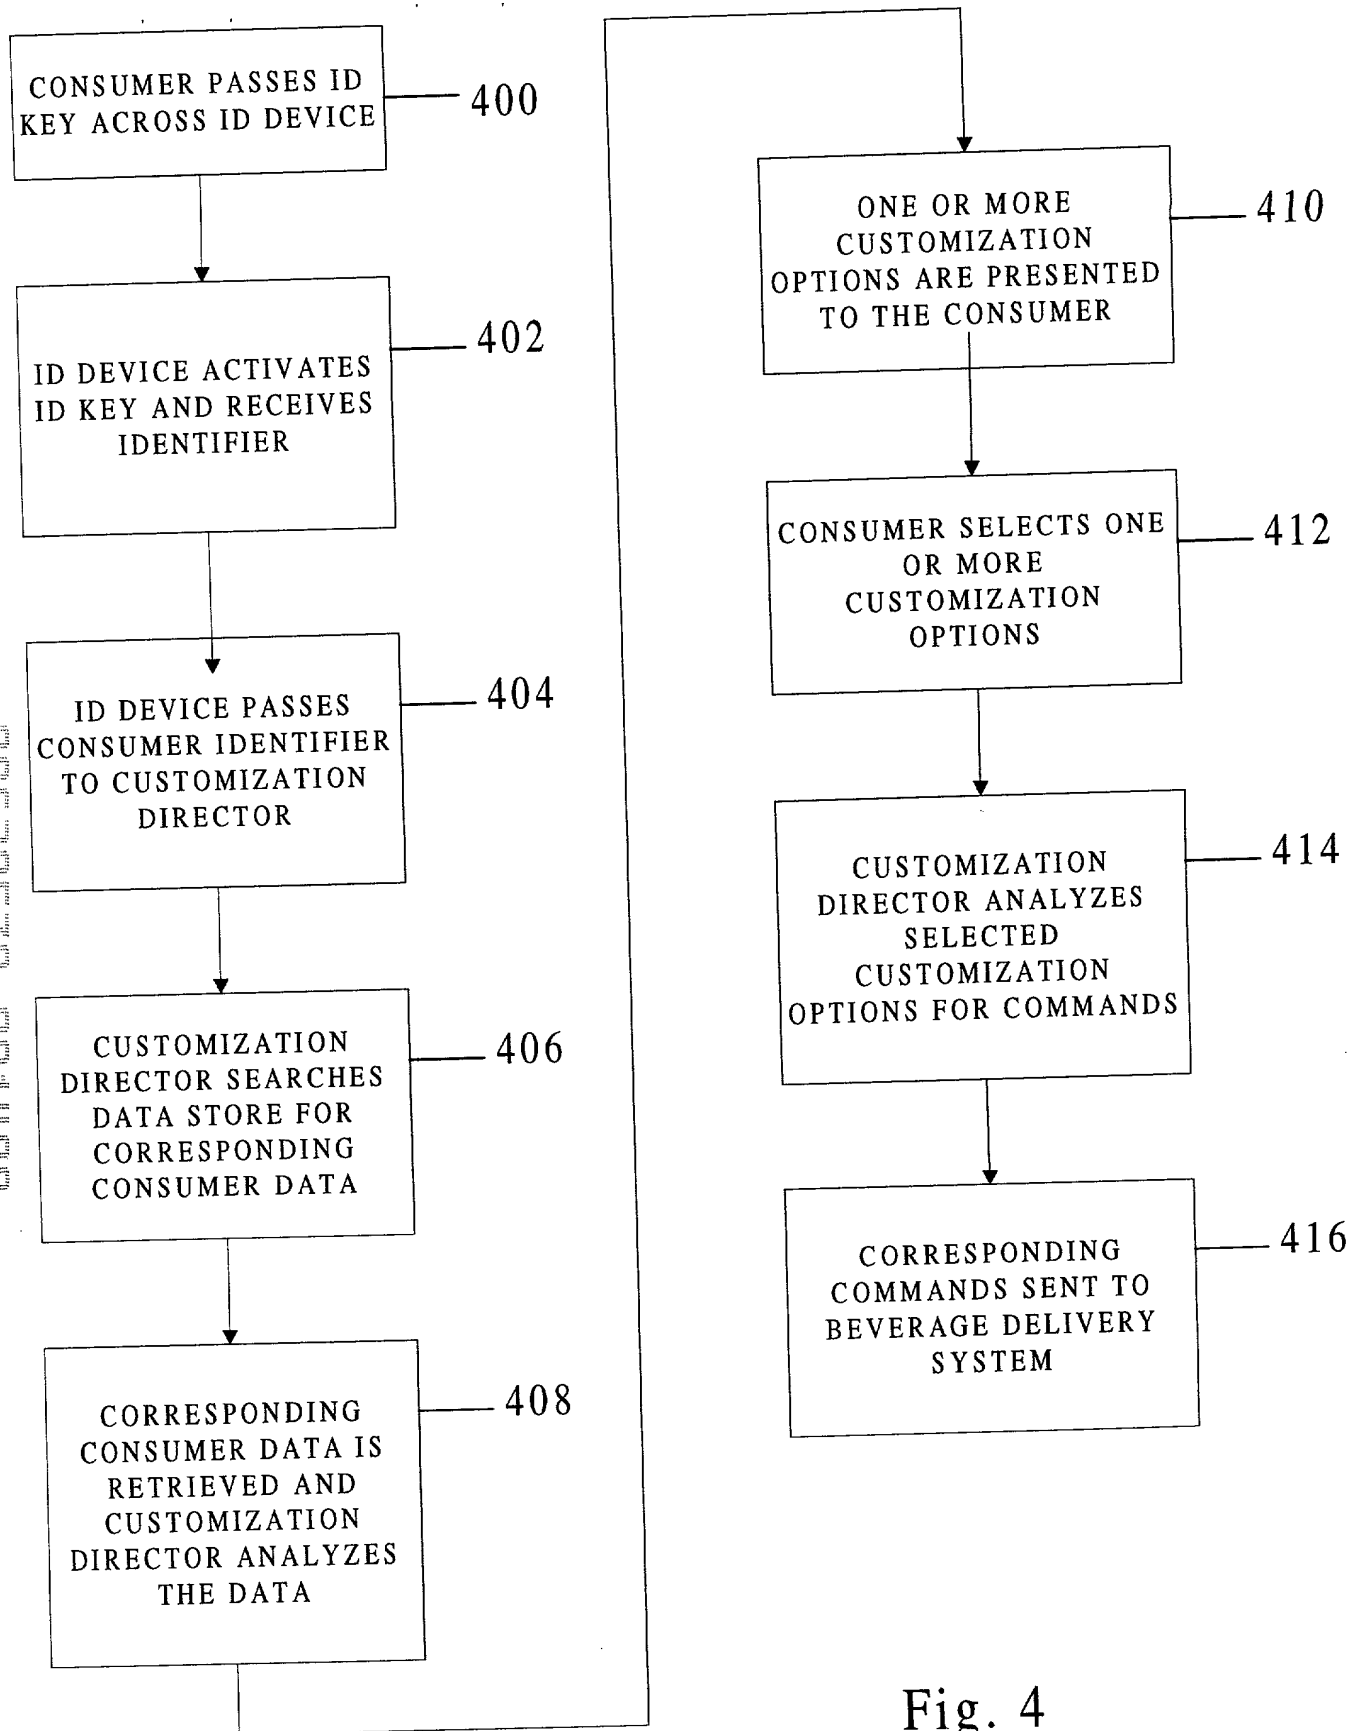 CONSUMER PASSES ID
KEY ACROSS ID DEVICE
400
ID DEVICE ACTIVATES
ID KEY AND RECEIVES
IDENTIFIER
402
ID DEVICE PASSES
CONSUMER IDENTIFIER
TO CUSTOMIZATION
DIRECTOR
404
CUSTOMIZATION
DIRECTOR SEARCHES
DATA STORE FOR
CORRESPONDING
CONSUMER DATA
406
CORRESPONDING
CONSUMER DATA IS
RETRIEVED AND
CUSTOMIZATION
DIRECTOR ANALYZES
THE DATA
408
ONE OR MORE
CUSTOMIZATION
OPTIONS ARE PRESENTED
TO THE CONSUMER
410
CONSUMER SELECTS ONE
OR MORE
CUSTOMIZATION
OPTIONS
412
CUSTOMIZATION
DIRECTOR ANALYZES
SELECTED
CUSTOMIZATION
OPTIONS FOR COMMANDS
414
CORRESPONDING
COMMANDS SENT TO
BEVERAGE DELIVERY
SYSTEM
416
Fig. 4